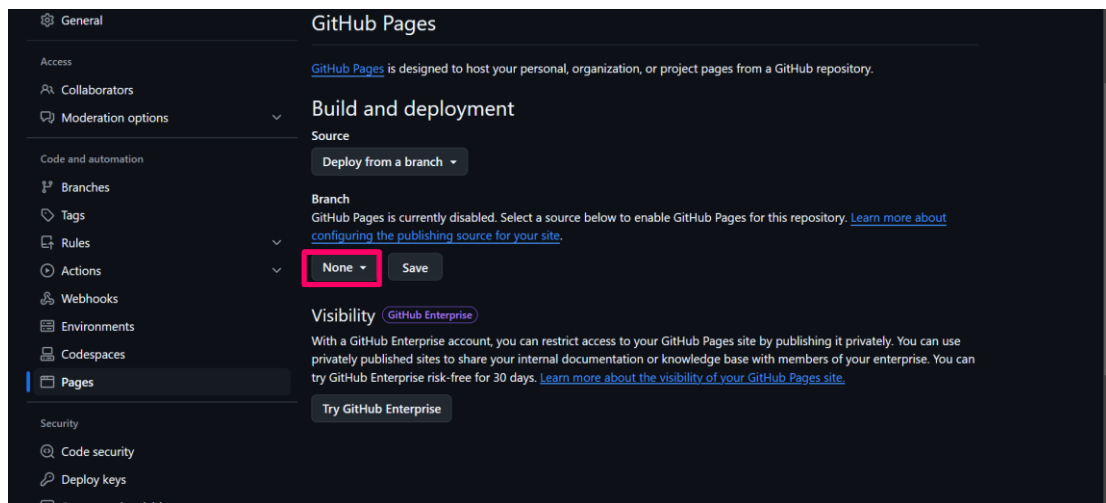 General
Access
Collaborators
Moderation options
Code and automation
Branches
Tags
Rules
Actions
Webhooks
Environments
Codespaces
Pages
Security
Code security
Deploy keys
GitHub Pages
GitHub Pages is designed to host your personal, organization, or project pages from a GitHub repository.
Build and deployment
Source
Deploy from a branch
Branch
GitHub Pages is currently disabled. Select a source below to enable GitHub Pages for this repository. Learn more about
configuring the publishing source for your site.
None Save
Visibility GitHub Enterprise
With a GitHub Enterprise account, you can restrict access to your GitHub Pages site by publishing it privately. You can use
privately published sites to share your internal documentation or knowledge base with members of your enterprise. You can
try GitHub Enterprise risk-free for 30 days. Learn more about the visibility of your GitHub Pages site.
Try GitHub Enterprise